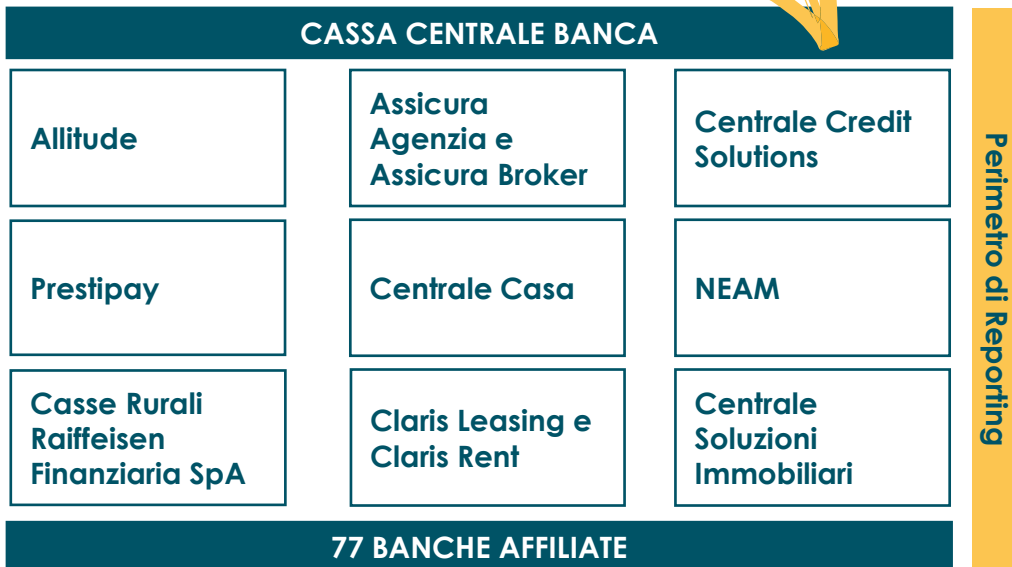 CASSA CENTRALE BANCA
Allitude
Assicura
Agenzia e
Assicura Broker
Centrale Credit
Solutions
Prestipay
Centrale Casa
NEAM
Casse Rurali
Raiffeisen
Finanziaria SpA
Claris Leasing e
Claris Rent
Centrale
Soluzioni
Immobiliari
77 BANCHE AFFILIATE
Perimetro di Reporting